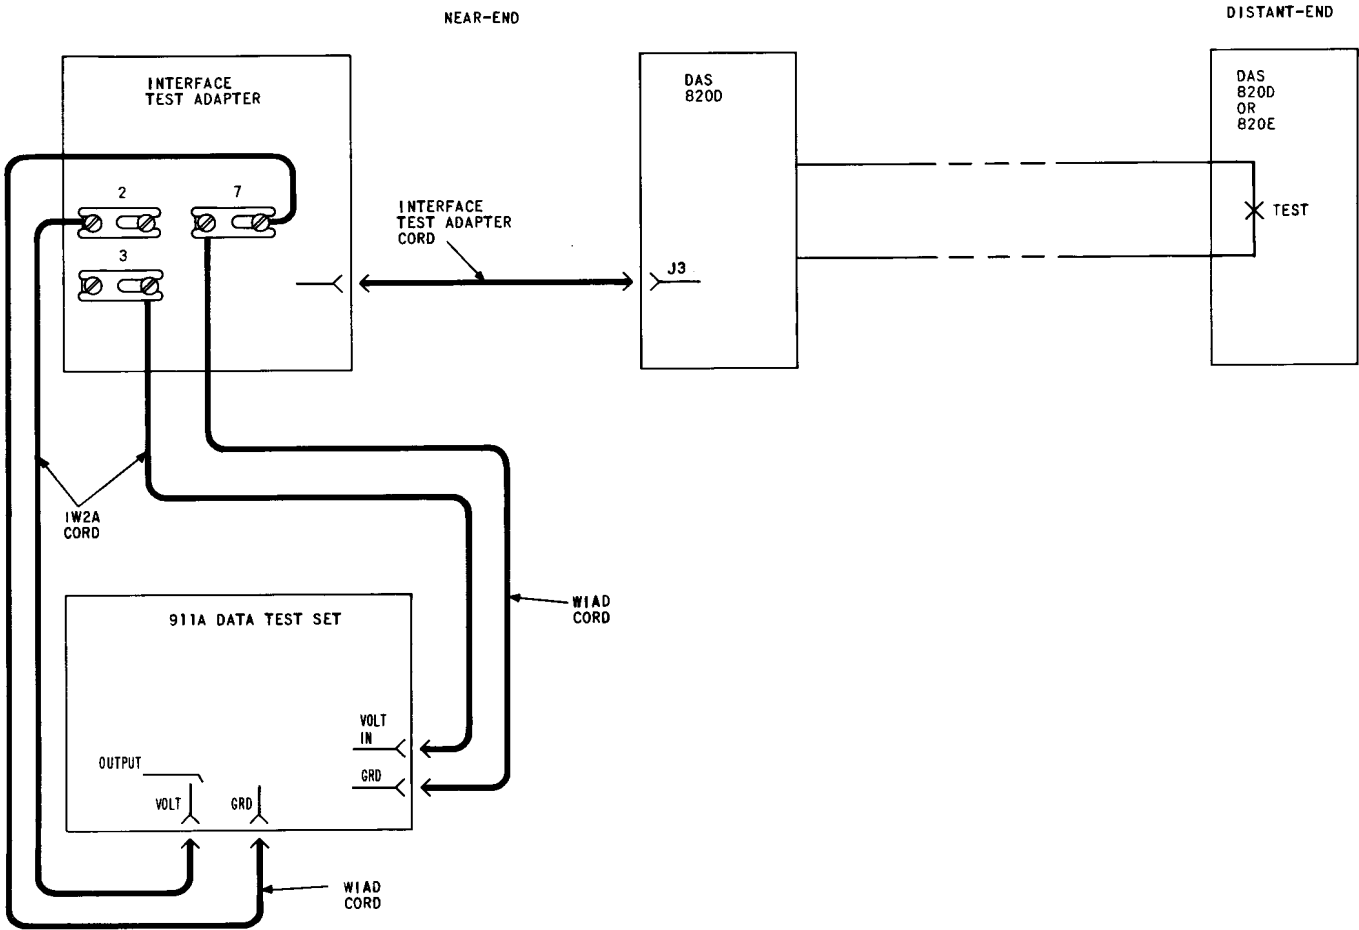 NEAR-END
DISTANT-END
INTERFACE
TEST ADAPTER
DAS
820D
DAS
820D
OR
820E
2
7
3
INTERFACE
TEST ADAPTER
CORD
J3
TEST
1W2A
CORD
911A DATA TEST SET
W1AD
CORD
VOLT
IN
GRD
OUTPUT
VOLT
GRD
W1AD
CORD